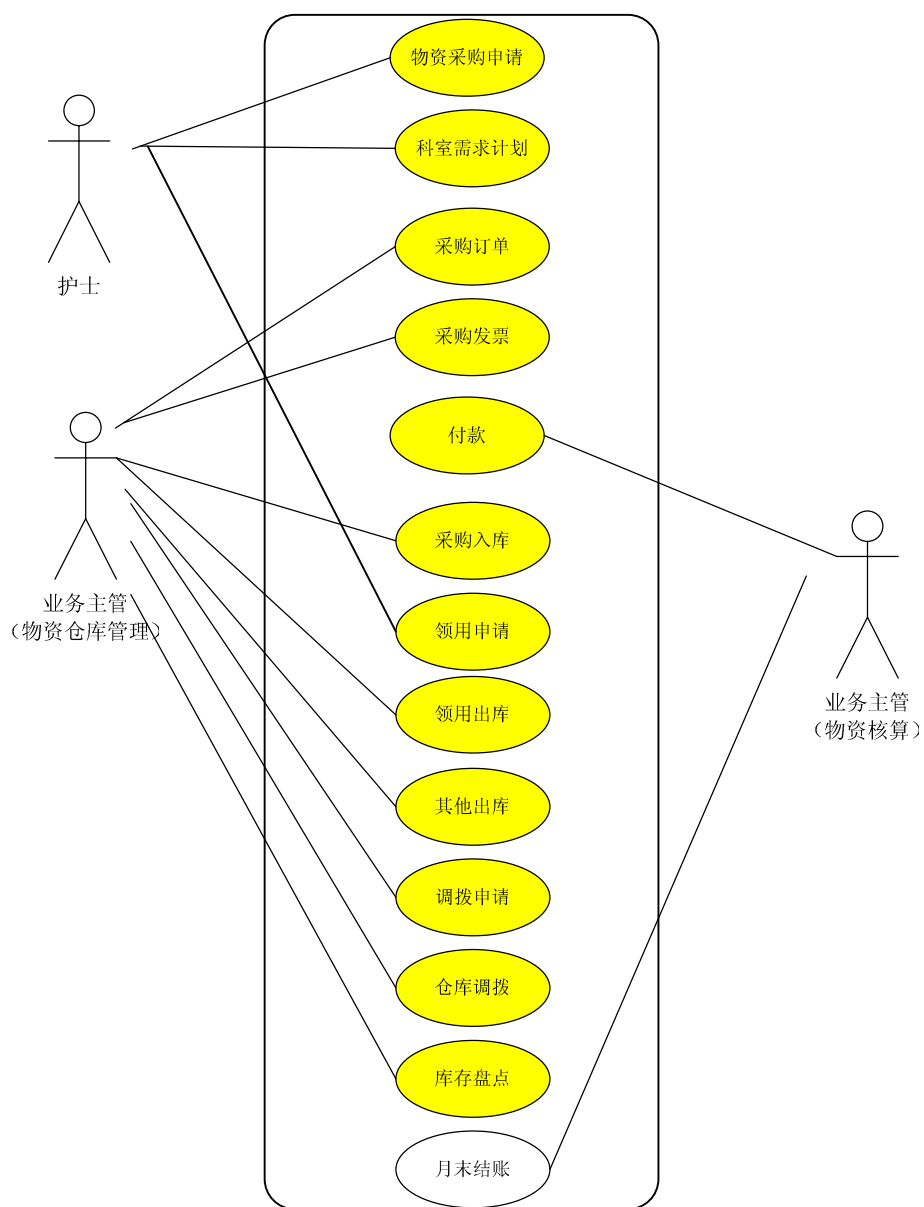 物资采购申请
科室需求计划
护士
采购订单
采购发票
付款
采购入库
业务主管
（物资仓库管理）
领用申请
领用出库
业务主管
（物资核算）
其他出库
调拨申请
仓库调拨
库存盘点
月末结账